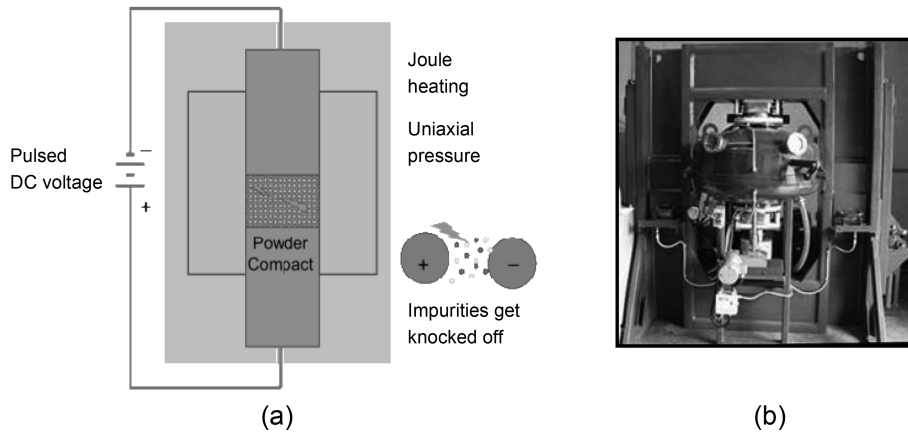 Joule
heating
Uniaxial
pressure
Pulsed
DC voltage
−
+
Powder
Compact
+
−
Impurities get
knocked off
(a)
(b)